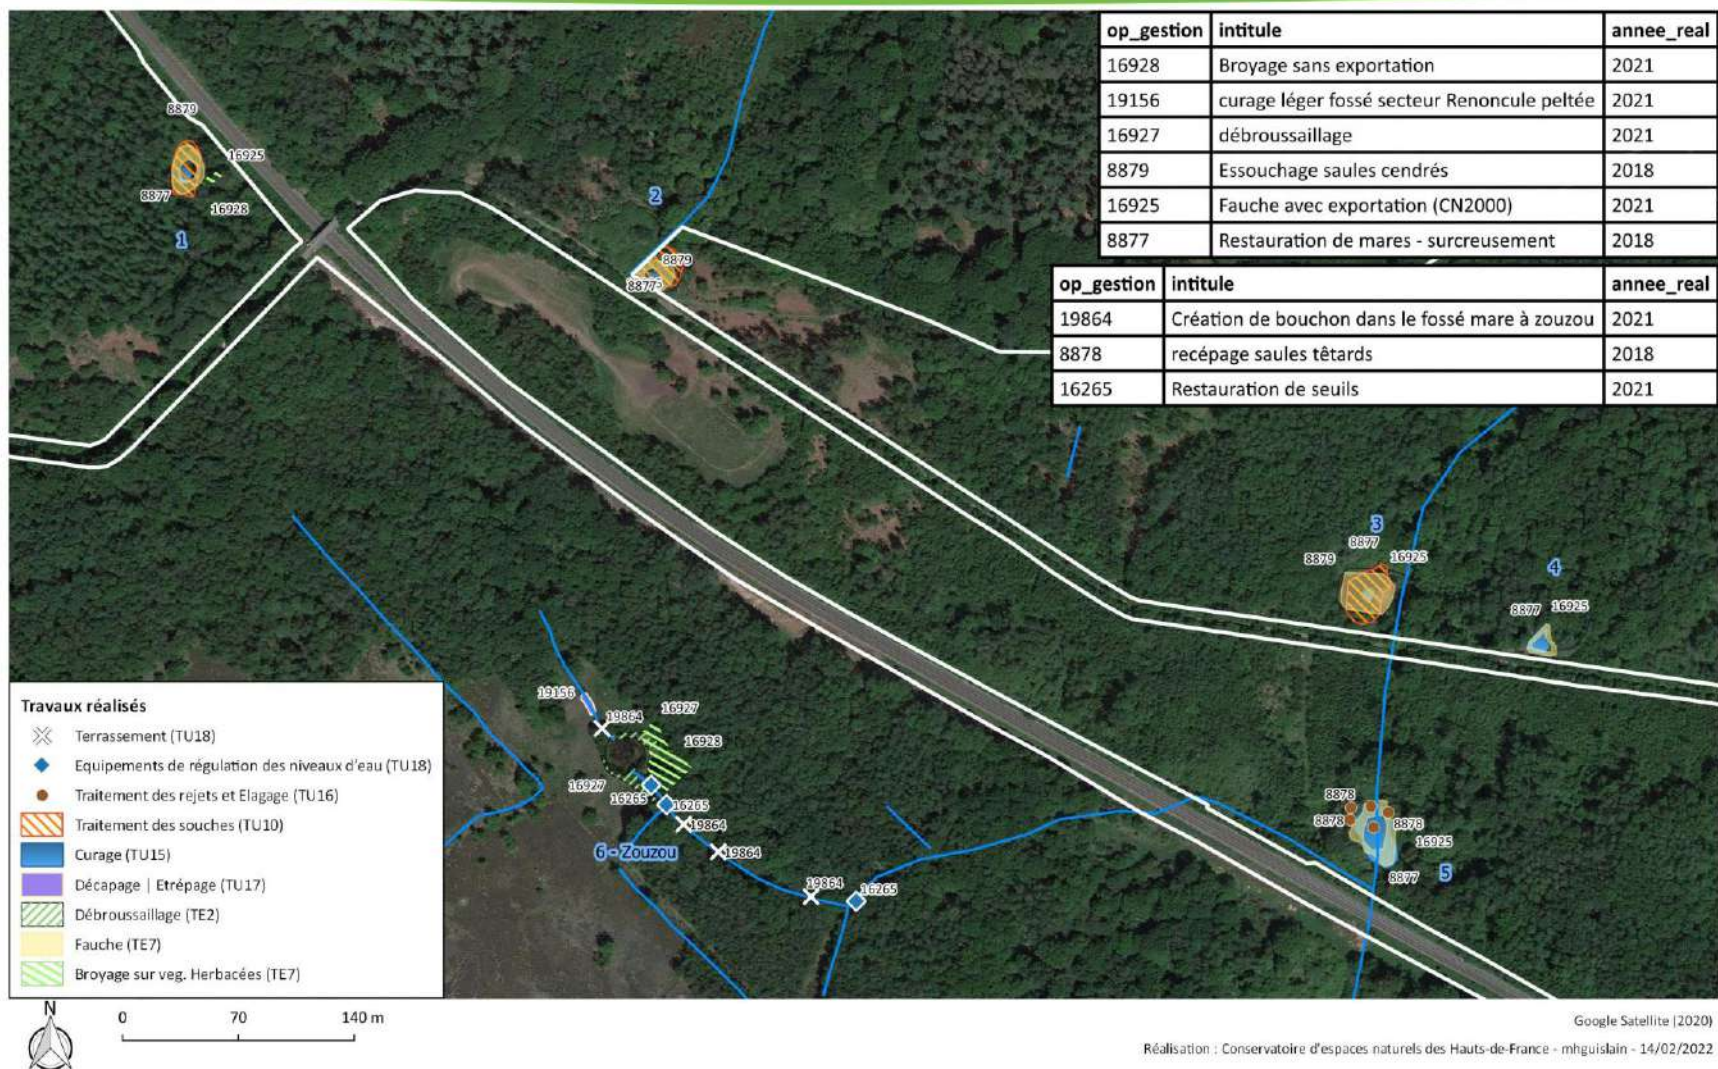 op_gestion intitule annee_real
16928 Broyage sans exportation 2021
19156 curage léger fossé secteur Renoncule peltée 2021
16927 débroussaillage 2021
8879 Essouchage saules cendrés 2018
16925 Fauche avec exportation (CN2000) 2021
8877 Restauration de mares - surcreusement 2018
op_gestion intitule annee_real
19864 Création de bouchon dans le fossé mare à zouzou 2021
8878 recépage saules têtards 2018
16265 Restauration de seuils 2021
8879
16925
8877
16928
1
2
8879
8877
3
8877
8879 16925
4
8877 16925
19156
19864
16927
16928
16927
16265
16265
19864
6 - Zouzou
19864
19864
16265
8878
8878
8878
16925
8877
5
Travaux réalisés
Terrassement (TU18)
Equipements de régulation des niveaux d'eau (TU18)
Traitement des rejets et Elagage (TU16)
Traitement des souches (TU10)
Curage (TU15)
Décapage | Etrépage (TU17)
Débroussaillage (TE2)
Fauche (TE7)
Broyage sur veg. Herbacées (TE7)
N
0 70 140 m
Google Satellite (2020)
Réalisation : Conservatoire d'espaces naturels des Hauts-de-France - mhguislain - 14/02/2022